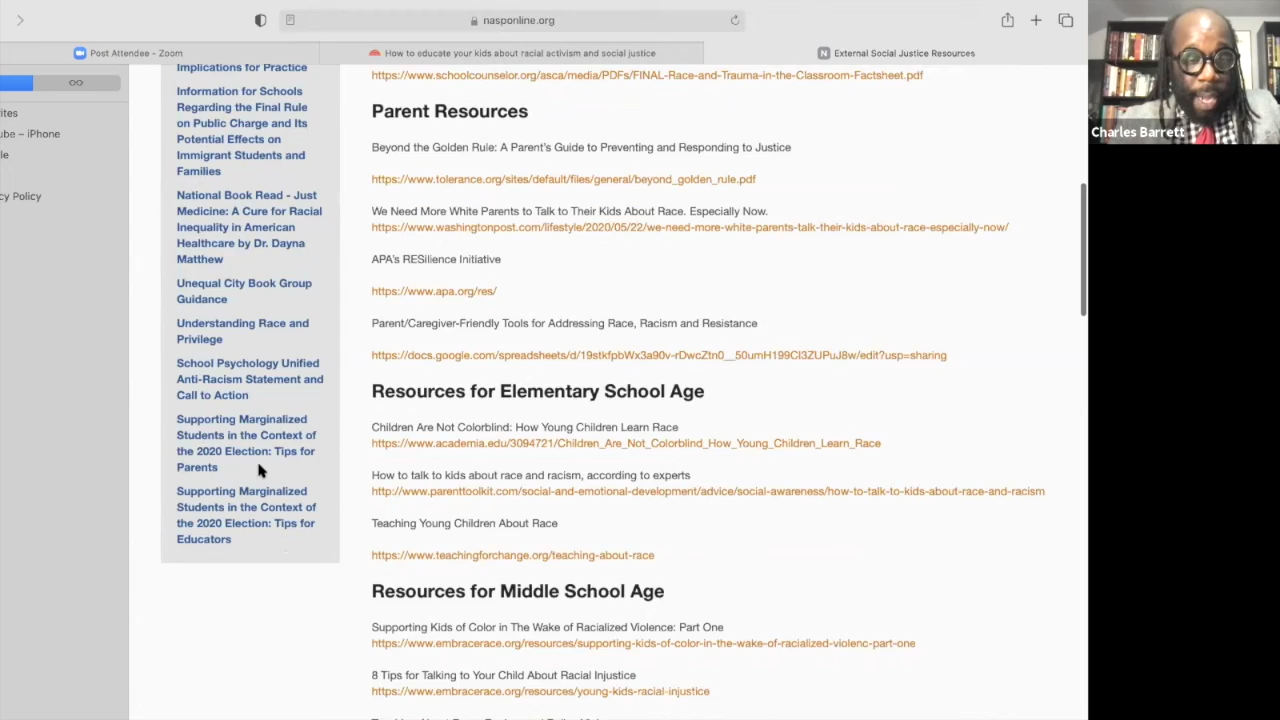 nasponline.org
Post Attendee - Zoom
How to educate your kids about racial activism and social justice
N
External Social Justice Resources
rites
ube – iPhone
le
cy Policy
Implications for Practice
Information for Schools
Regarding the Final Rule
on Public Charge and Its
Potential Effects on
Immigrant Students and
Families
National Book Read - Just
Medicine: A Cure for Racial
Inequality in American
Healthcare by Dr. Dayna
Matthew
Unequal City Book Group
Guidance
Understanding Race and
Privilege
School Psychology Unified
Anti-Racism Statement and
Call to Action
Supporting Marginalized
Students in the Context of
the 2020 Election: Tips for
Parents
Supporting Marginalized
Students in the Context of
the 2020 Election: Tips for
Educators
https://www.schoolcounselor.org/asca/media/PDFs/FINAL-Race-and-Trauma-in-the-Classroom-Factsheet.pdf
Parent Resources
Beyond the Golden Rule: A Parent's Guide to Preventing and Responding to Justice
https://www.tolerance.org/sites/default/files/general/beyond_golden_rule.pdf
We Need More White Parents to Talk to Their Kids About Race. Especially Now.
https://www.washingtonpost.com/lifestyle/2020/05/22/we-need-more-white-parents-talk-their-kids-about-race-especially-now/
APA's RESilience Initiative
https://www.apa.org/res/
Parent/Caregiver-Friendly Tools for Addressing Race, Racism and Resistance
https://docs.google.com/spreadsheets/d/19stkfpbWx3a90v-rDwcZtn0__50umH199CI3ZUPuJ8w/edit?usp=sharing
Resources for Elementary School Age
Children Are Not Colorblind: How Young Children Learn Race
https://www.academia.edu/3094721/Children_Are_Not_Colorblind_How_Young_Children_Learn_Race
How to talk to kids about race and racism, according to experts
http://www.parenttoolkit.com/social-and-emotional-development/advice/social-awareness/how-to-talk-to-kids-about-race-and-racism
Teaching Young Children About Race
https://www.teachingforchange.org/teaching-about-race
Resources for Middle School Age
Supporting Kids of Color in The Wake of Racialized Violence: Part One
https://www.embracerace.org/resources/supporting-kids-of-color-in-the-wake-of-racialized-violenc-part-one
8 Tips for Talking to Your Child About Racial Injustice
https://www.embracerace.org/resources/young-kids-racial-injustice
Charles Barrett